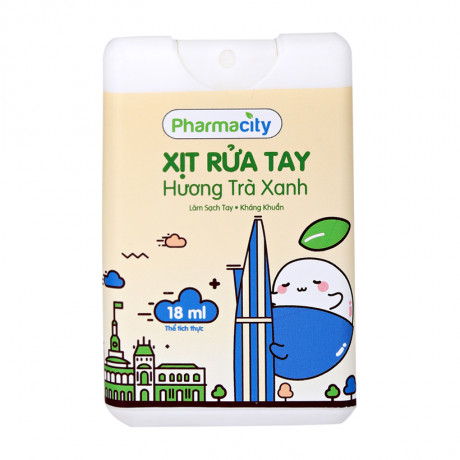 Pharmacity
XỊT RỬA TAY
Hương Trà Xanh
Làm Sạch Tay • Kháng Khuẩn
18 ml
Thể tích thực